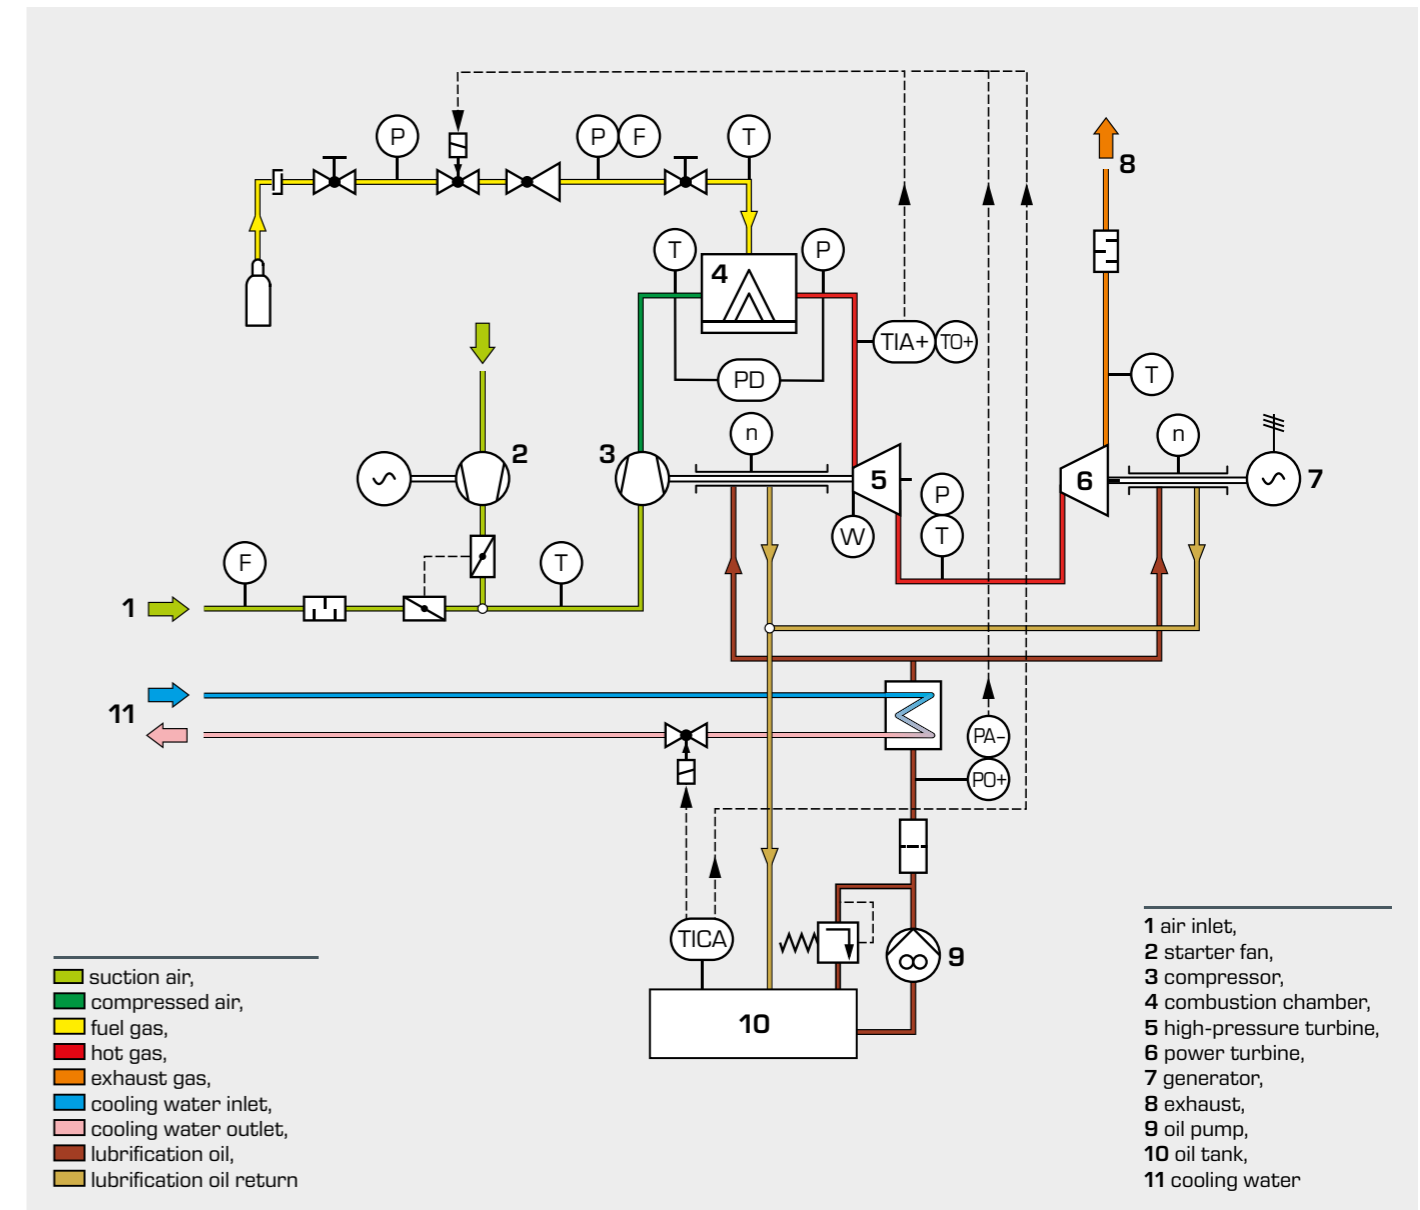 P
P
F
T
8
T
4
P
TIA+
TO+
PD
T
n
n
2
3
5
6
7
P
T
W
F
T
1
11
PA–
PO+
TICA
9
10
suction air,
compressed air,
fuel gas,
hot gas,
exhaust gas,
cooling water inlet,
cooling water outlet,
lubrification oil,
lubrification oil return
1 air inlet,
2 starter fan,
3 compressor,
4 combustion chamber,
5 high-pressure turbine,
6 power turbine,
7 generator,
8 exhaust,
9 oil pump,
10 oil tank,
11 cooling water